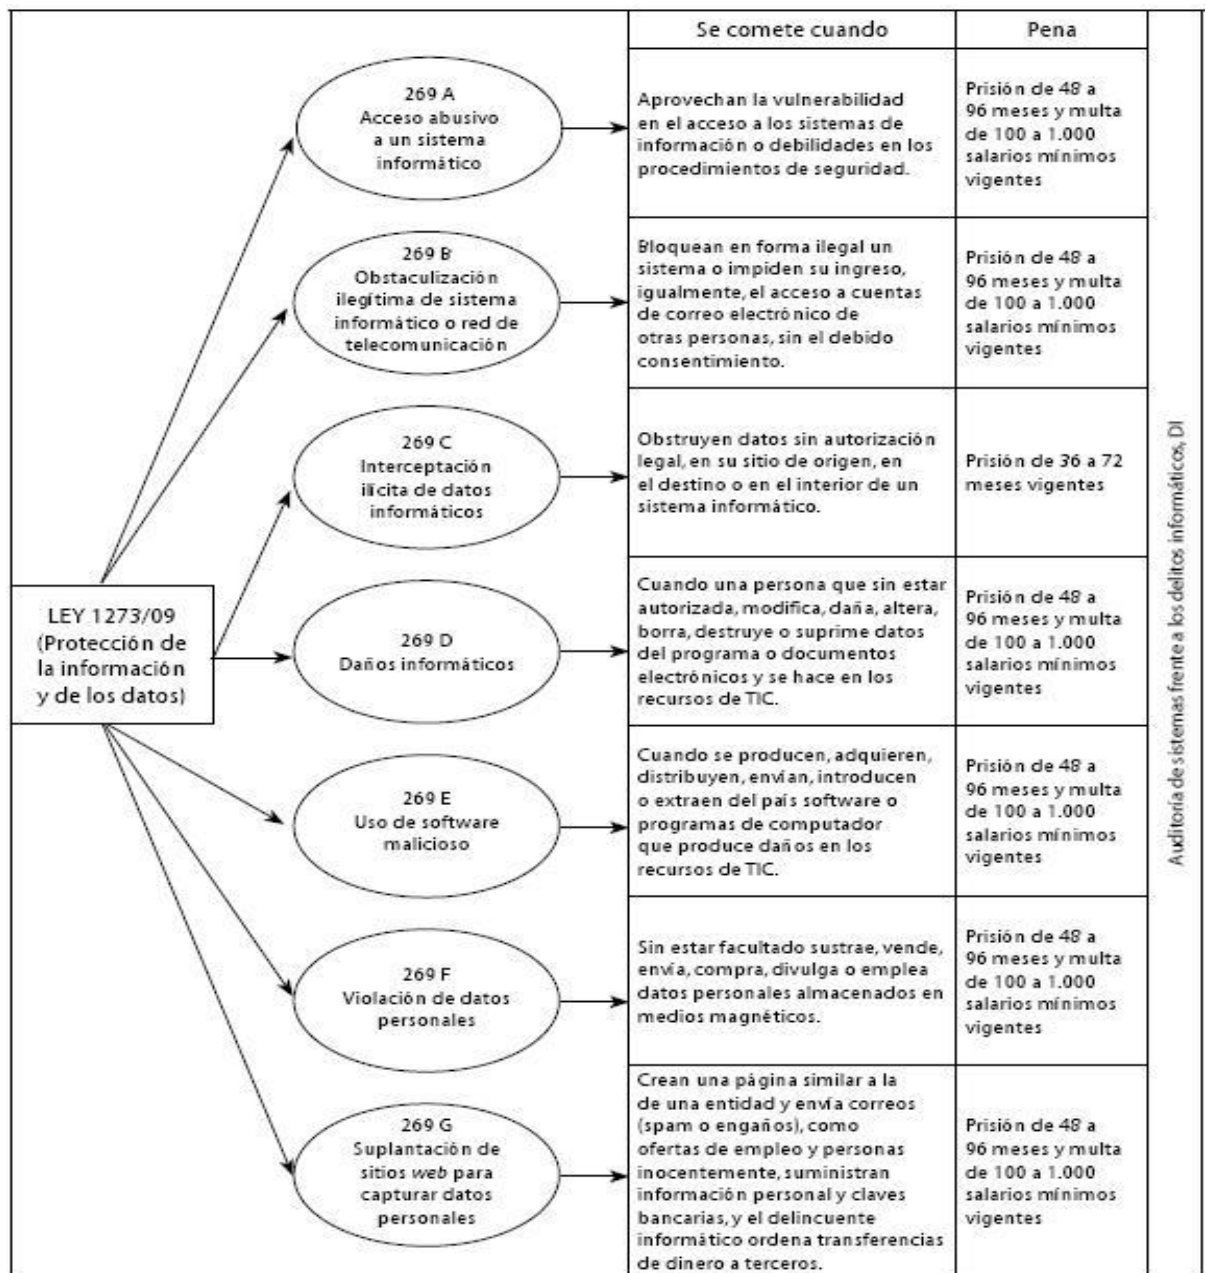 Se comete cuando
Pena
LEY 1273/09
(Protección de
la información
y de los datos)
269 A
Acceso abusivo
a un sistema
informático
Aprovechan la vulnerabilidad
en el acceso a los sistemas de
información o debilidades en los
procedimientos de seguridad.
Prisión de 48 a
96 meses y multa
de 100 a 1.000
salarios mínimos
vigentes
269 B
Obstaculización
ilegítima de sistema
informático o red de
telecomunicación
Bloquean en forma ilegal un
sistema o impiden su ingreso,
igualmente, el acceso a cuentas
de correo electrónico de
otras personas, sin el debido
consentimiento.
Prisión de 48 a
96 meses y multa
de 100 a 1.000
salarios mínimos
vigentes
269 C
Interceptación
ilícita de datos
informáticos
Obstruyen datos sin autorización
legal, en su sitio de origen, en
el destino o en el interior de un
sistema informático.
Prisión de 36 a 72
meses vigentes
269 D
Daños informáticos
Cuando una persona que sin estar
autorizada, modifica, daña, altera,
borra, destruye o suprime datos
del programa o documentos
electrónicos y se hace en los
recursos de TIC.
Prisión de 48 a
96 meses y multa
de 100 a 1.000
salarios mínimos
vigentes
269 E
Uso de software
malicioso
Cuando se producen, adquieren,
distribuyen, envían, introducen
o extraen del país software o
programas de computador
que produce daños en los
recursos de TIC.
Prisión de 48 a
96 meses y multa
de 100 a 1.000
salarios mínimos
vigentes
269 F
Violación de datos
personales
Sin estar facultado sustrae, vende,
envía, compra, divulga o emplea
datos personales almacenados en
medios magnéticos.
Prisión de 48 a
96 meses y multa
de 100 a 1.000
salarios mínimos
vigentes
269 G
Suplantación de
sitios web para
capturar datos
personales
Crean una página similar a la
de una entidad y envía correos
(spam o engaños), como
ofertas de empleo y personas
inocentemente, suministran
información personal y claves
bancarias, y el delincuente
informático ordena transferencias
de dinero a terceros.
Prisión de 48 a
96 meses y multa
de 100 a 1.000
salarios mínimos
vigentes
Auditoría de sistemas frente a los delitos informáticos, DI